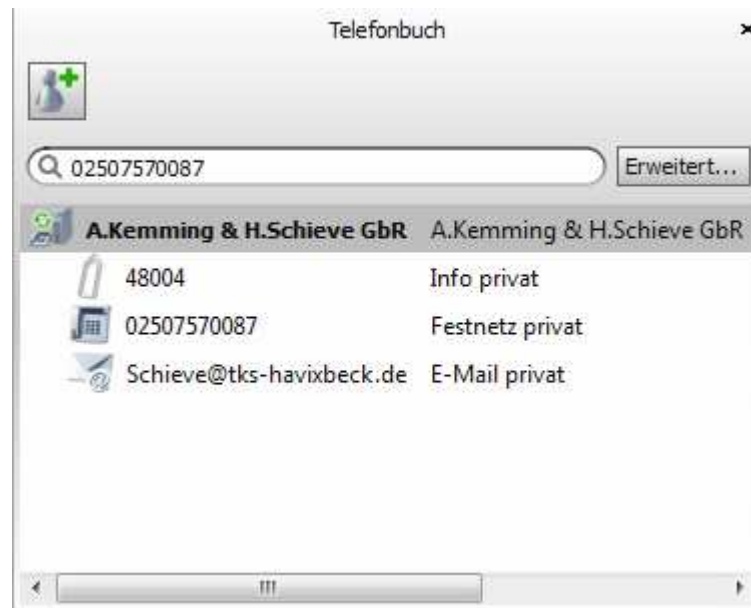 Telefonbuch
02507570087 Erweitert...
A.Kemming & H.Schieve GbR A.Kemming & H.Schieve GbR
48004 Info privat
02507570087 Festnetz privat
Schieve@tks-havixbeck.de E-Mail privat